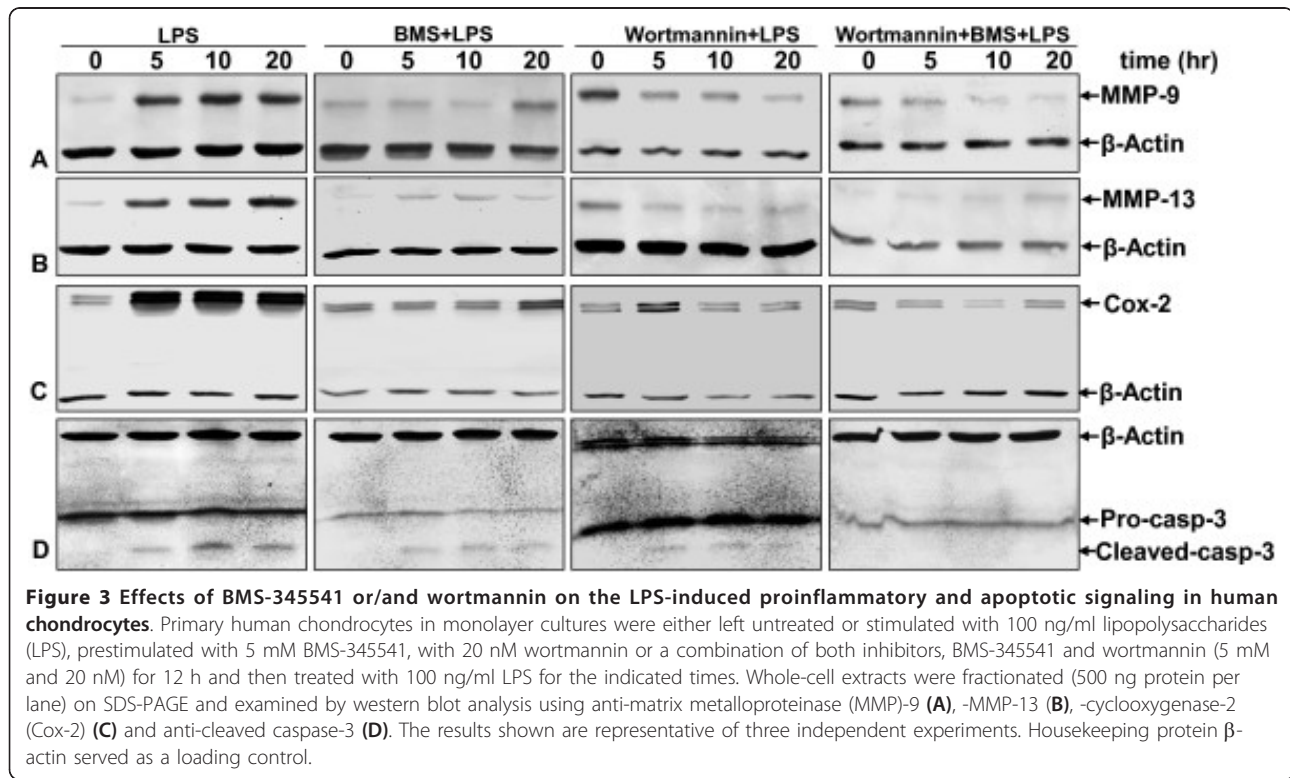 LPS BMS+LPS Wortmannin+LPS Wortmannin+BMS+LPS
0 5 10 20 0 5 10 20 0 5 10 20 0 5 10 20 time (hr)
MMP-9
A β-Actin
MMP-13
B β-Actin
Cox-2
C β-Actin
β-Actin
Pro-casp-3
D Cleaved-casp-3
Figure 3 Effects of BMS-345541 or/and wortmannin on the LPS-induced proinflammatory and apoptotic signaling in human
chondrocytes. Primary human chondrocytes in monolayer cultures were either left untreated or stimulated with 100 ng/ml lipopolysaccharides
(LPS), prestimulated with 5 mM BMS-345541, with 20 nM wortmannin or a combination of both inhibitors, BMS-345541 and wortmannin (5 mM
and 20 nM) for 12 h and then treated with 100 ng/ml LPS for the indicated times. Whole-cell extracts were fractionated (500 ng protein per
lane) on SDS-PAGE and examined by western blot analysis using anti-matrix metalloproteinase (MMP)-9 (A), -MMP-13 (B), -cyclooxygenase-2
(Cox-2) (C) and anti-cleaved caspase-3 (D). The results shown are representative of three independent experiments. Housekeeping protein β-
actin served as a loading control.